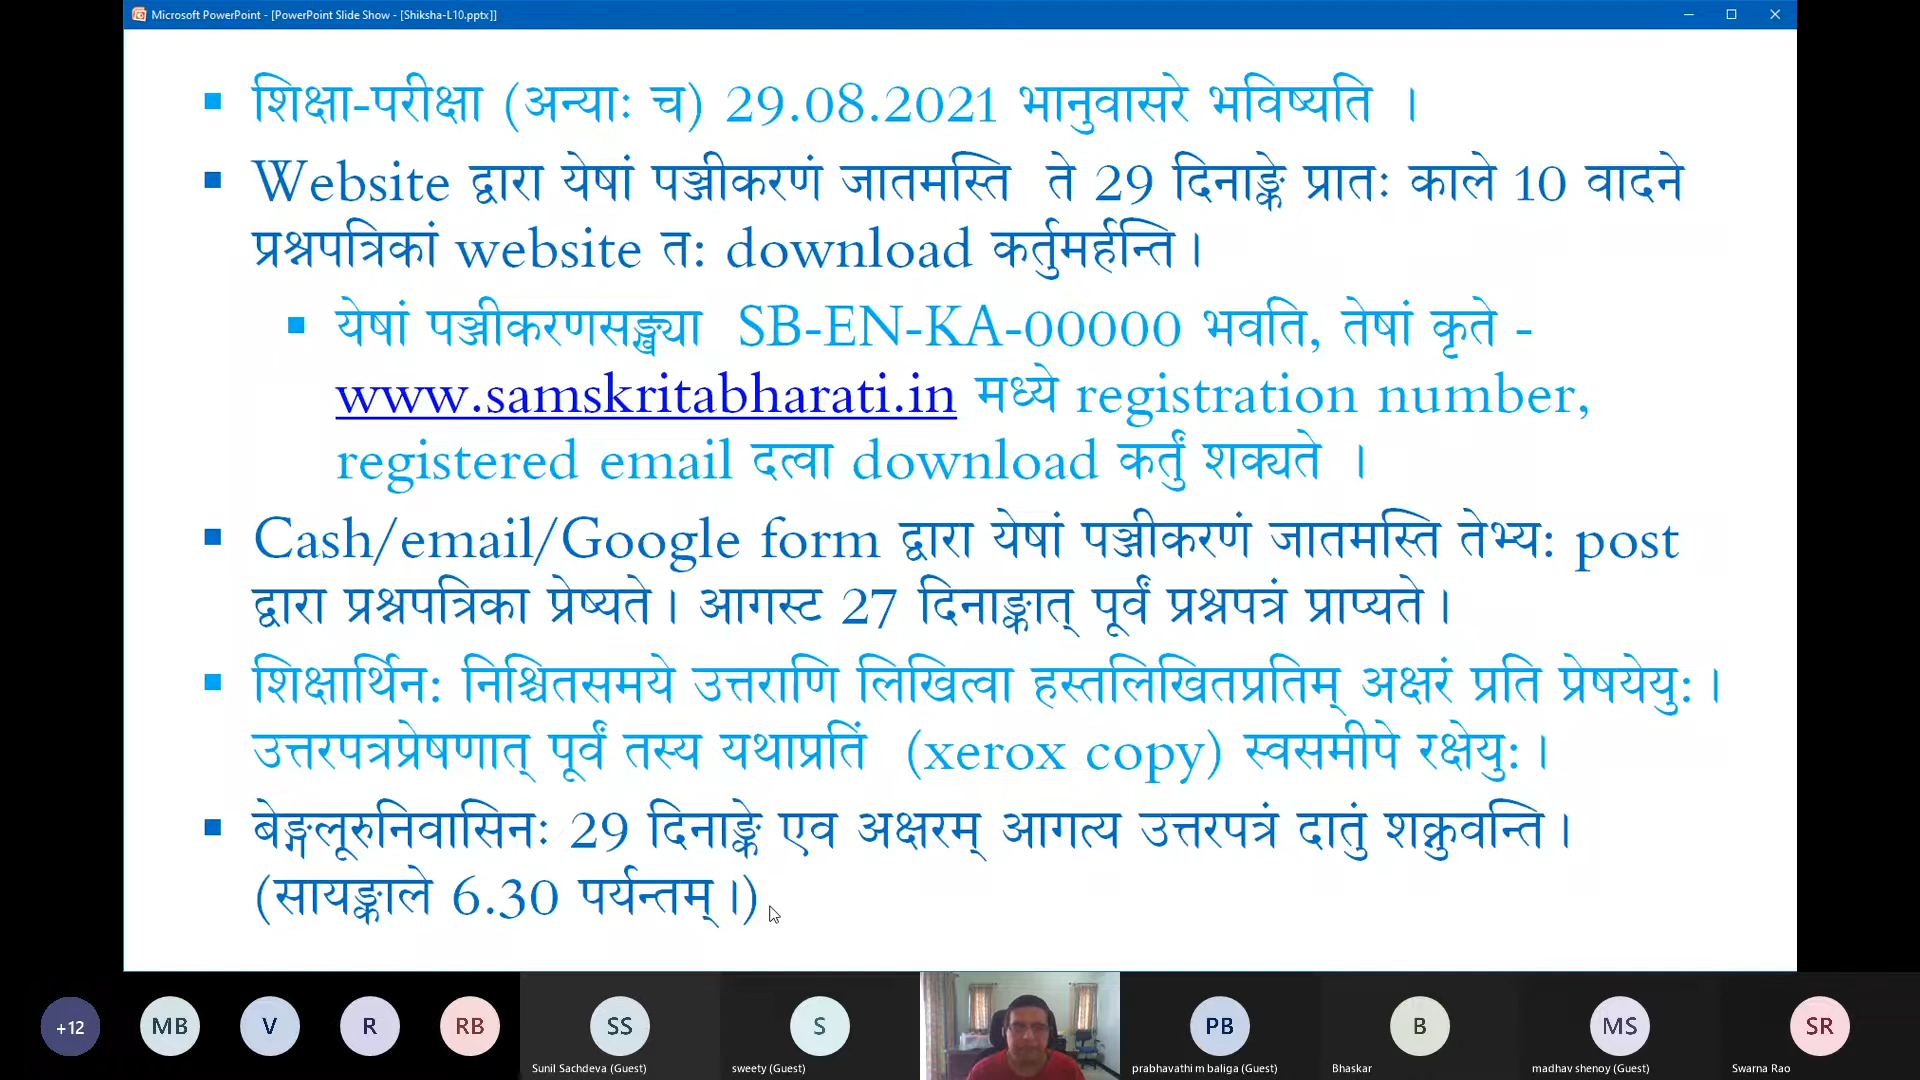 Microsoft PowerPoint - [PowerPoint Slide Show - [Shiksha-L10.pptx]]
शिक्षा-परीक्षा (अन्याः च) 29.08.2021 भानुवासरे भविष्यति ।
Website द्वारा येषां पञ्जीकरणं जातमस्ति ते 29 दिनाङ्के प्रातः काले 10 वादने
प्रश्नपत्रिकां website त: download कर्तुमर्हन्ति।
येषां पञ्जीकरणसङ्ख्या SB-EN-KA-00000 भवति, तेषां कृते -
www.samskritabharati.in मध्ये registration number,
registered email दत्वा download कर्तुं शक्यते ।
Cash/email/Google form द्वारा येषां पञ्जीकरणं जातमस्ति तेभ्य: post
द्वारा प्रश्नपत्रिका प्रेष्यते। आगस्ट 27 दिनाङ्कात् पूर्वं प्रश्नपत्रं प्राप्यते।
शिक्षार्थिन: निश्चितसमये उत्तराणि लिखित्वा हस्तलिखितप्रतिम् अक्षरं प्रति प्रेषयेयु:।
उत्तरपत्रप्रेषणात् पूर्वं तस्य यथाप्रतिं (xerox copy) स्वसमीपे रक्षेयु:।
बेङ्गलूरुनिवासिनः 29 दिनाङ्के एव अक्षरम् आगत्य उत्तरपत्रं दातुं शक्नुवन्ति।
(सायङ्काले 6.30 पर्यन्तम्।)
+12 MB V R RB SS S PB B MS SR
Sunil Sachdeva (Guest) sweety (Guest) prabhavathi m baliga (Guest) Bhaskar madhav shenoy (Guest) Swarna Rao